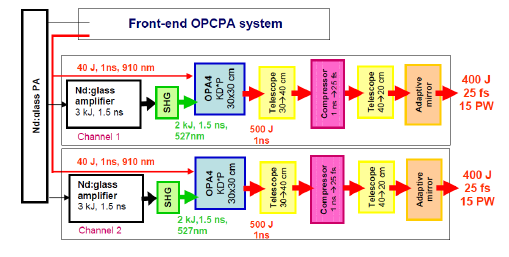 Front-end OPCPA system
Nd:glass PA
40 J, 1ns, 910 nm
Nd:glass
amplifier
3 kJ, 1.5 ns
SHG
OPA4
KD*P
30x30 cm
Telescope
30→40 cm
Compressor
1 ns→25 fs
Telescope
40→20 cm
Adaptive
mirror
400 J
25 fs
15 PW
Channel 1
2 kJ, 1.5 ns,
527nm
500 J
1ns
40 J, 1ns, 910 nm
Nd:glass
amplifier
3 kJ, 1.5 ns
SHG
OPA4
KD*P
30x30 cm
Telescope
30→40 cm
Compressor
1 ns→25 fs
Telescope
40→20 cm
Adaptive
mirror
400 J
25 fs
15 PW
Channel 2
2 kJ,1.5 ns,
527nm
500 J
1ns